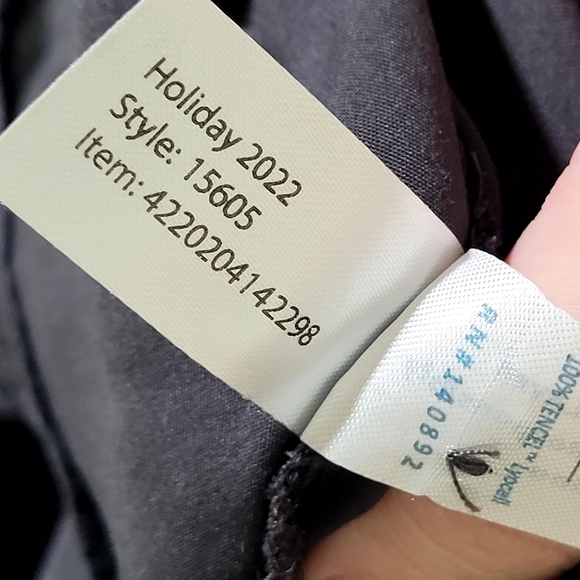 Holiday 2022
Style: 15605
Item: 4220204142298
RN#140892
100% TENCEL™ Lyocell